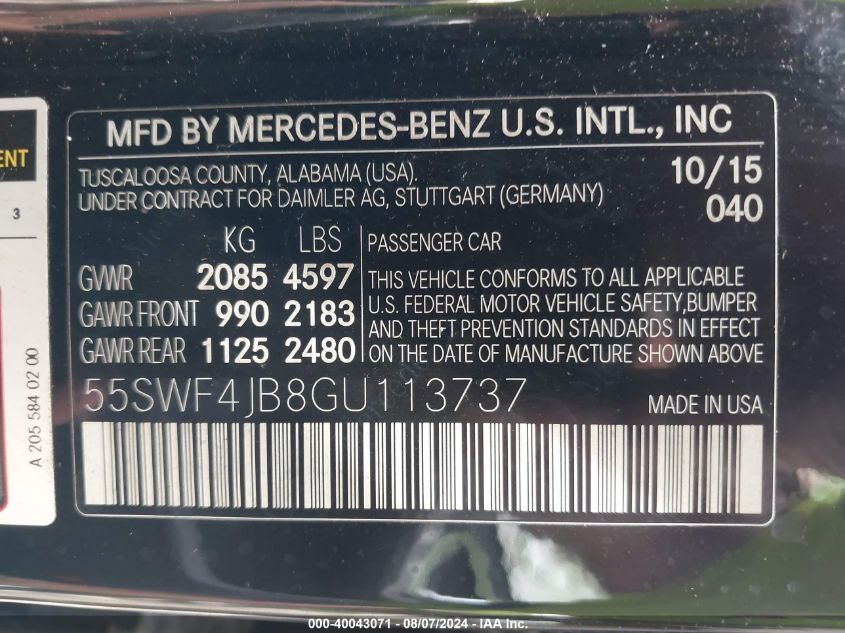 MFD BY MERCEDES-BENZ U.S. INTL., INC
TUSCALOOSA COUNTY, ALABAMA (USA). 10/15
UNDER CONTRACT FOR DAIMLER AG, STUTTGART (GERMANY) 040
KG LBS PASSENGER CAR
GVWR 2085 4597 THIS VEHICLE CONFORMS TO ALL APPLICABLE
GAWR FRONT 990 2183 U.S. FEDERAL MOTOR VEHICLE SAFETY,BUMPER
AND THEFT PREVENTION STANDARDS IN EFFECT
GAWR REAR 1125 2480 ON THE DATE OF MANUFACTURE SHOWN ABOVE
55SWF4JB8GU113737 MADE IN USA
ENT
3
A 205 584 02 00
000-40043071 - 08/07/2024 - IAA Inc.